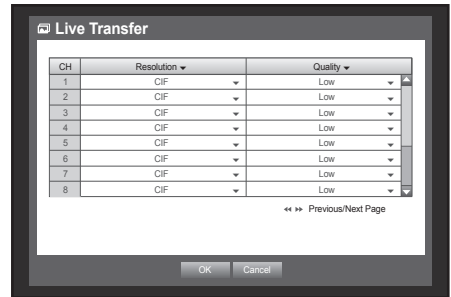 Live Transfer
CH Resolution Quality
1 CIF Low
2 CIF Low
3 CIF Low
4 CIF Low
5 CIF Low
6 CIF Low
7 CIF Low
8 CIF Low
Previous/Next Page
OK Cancel